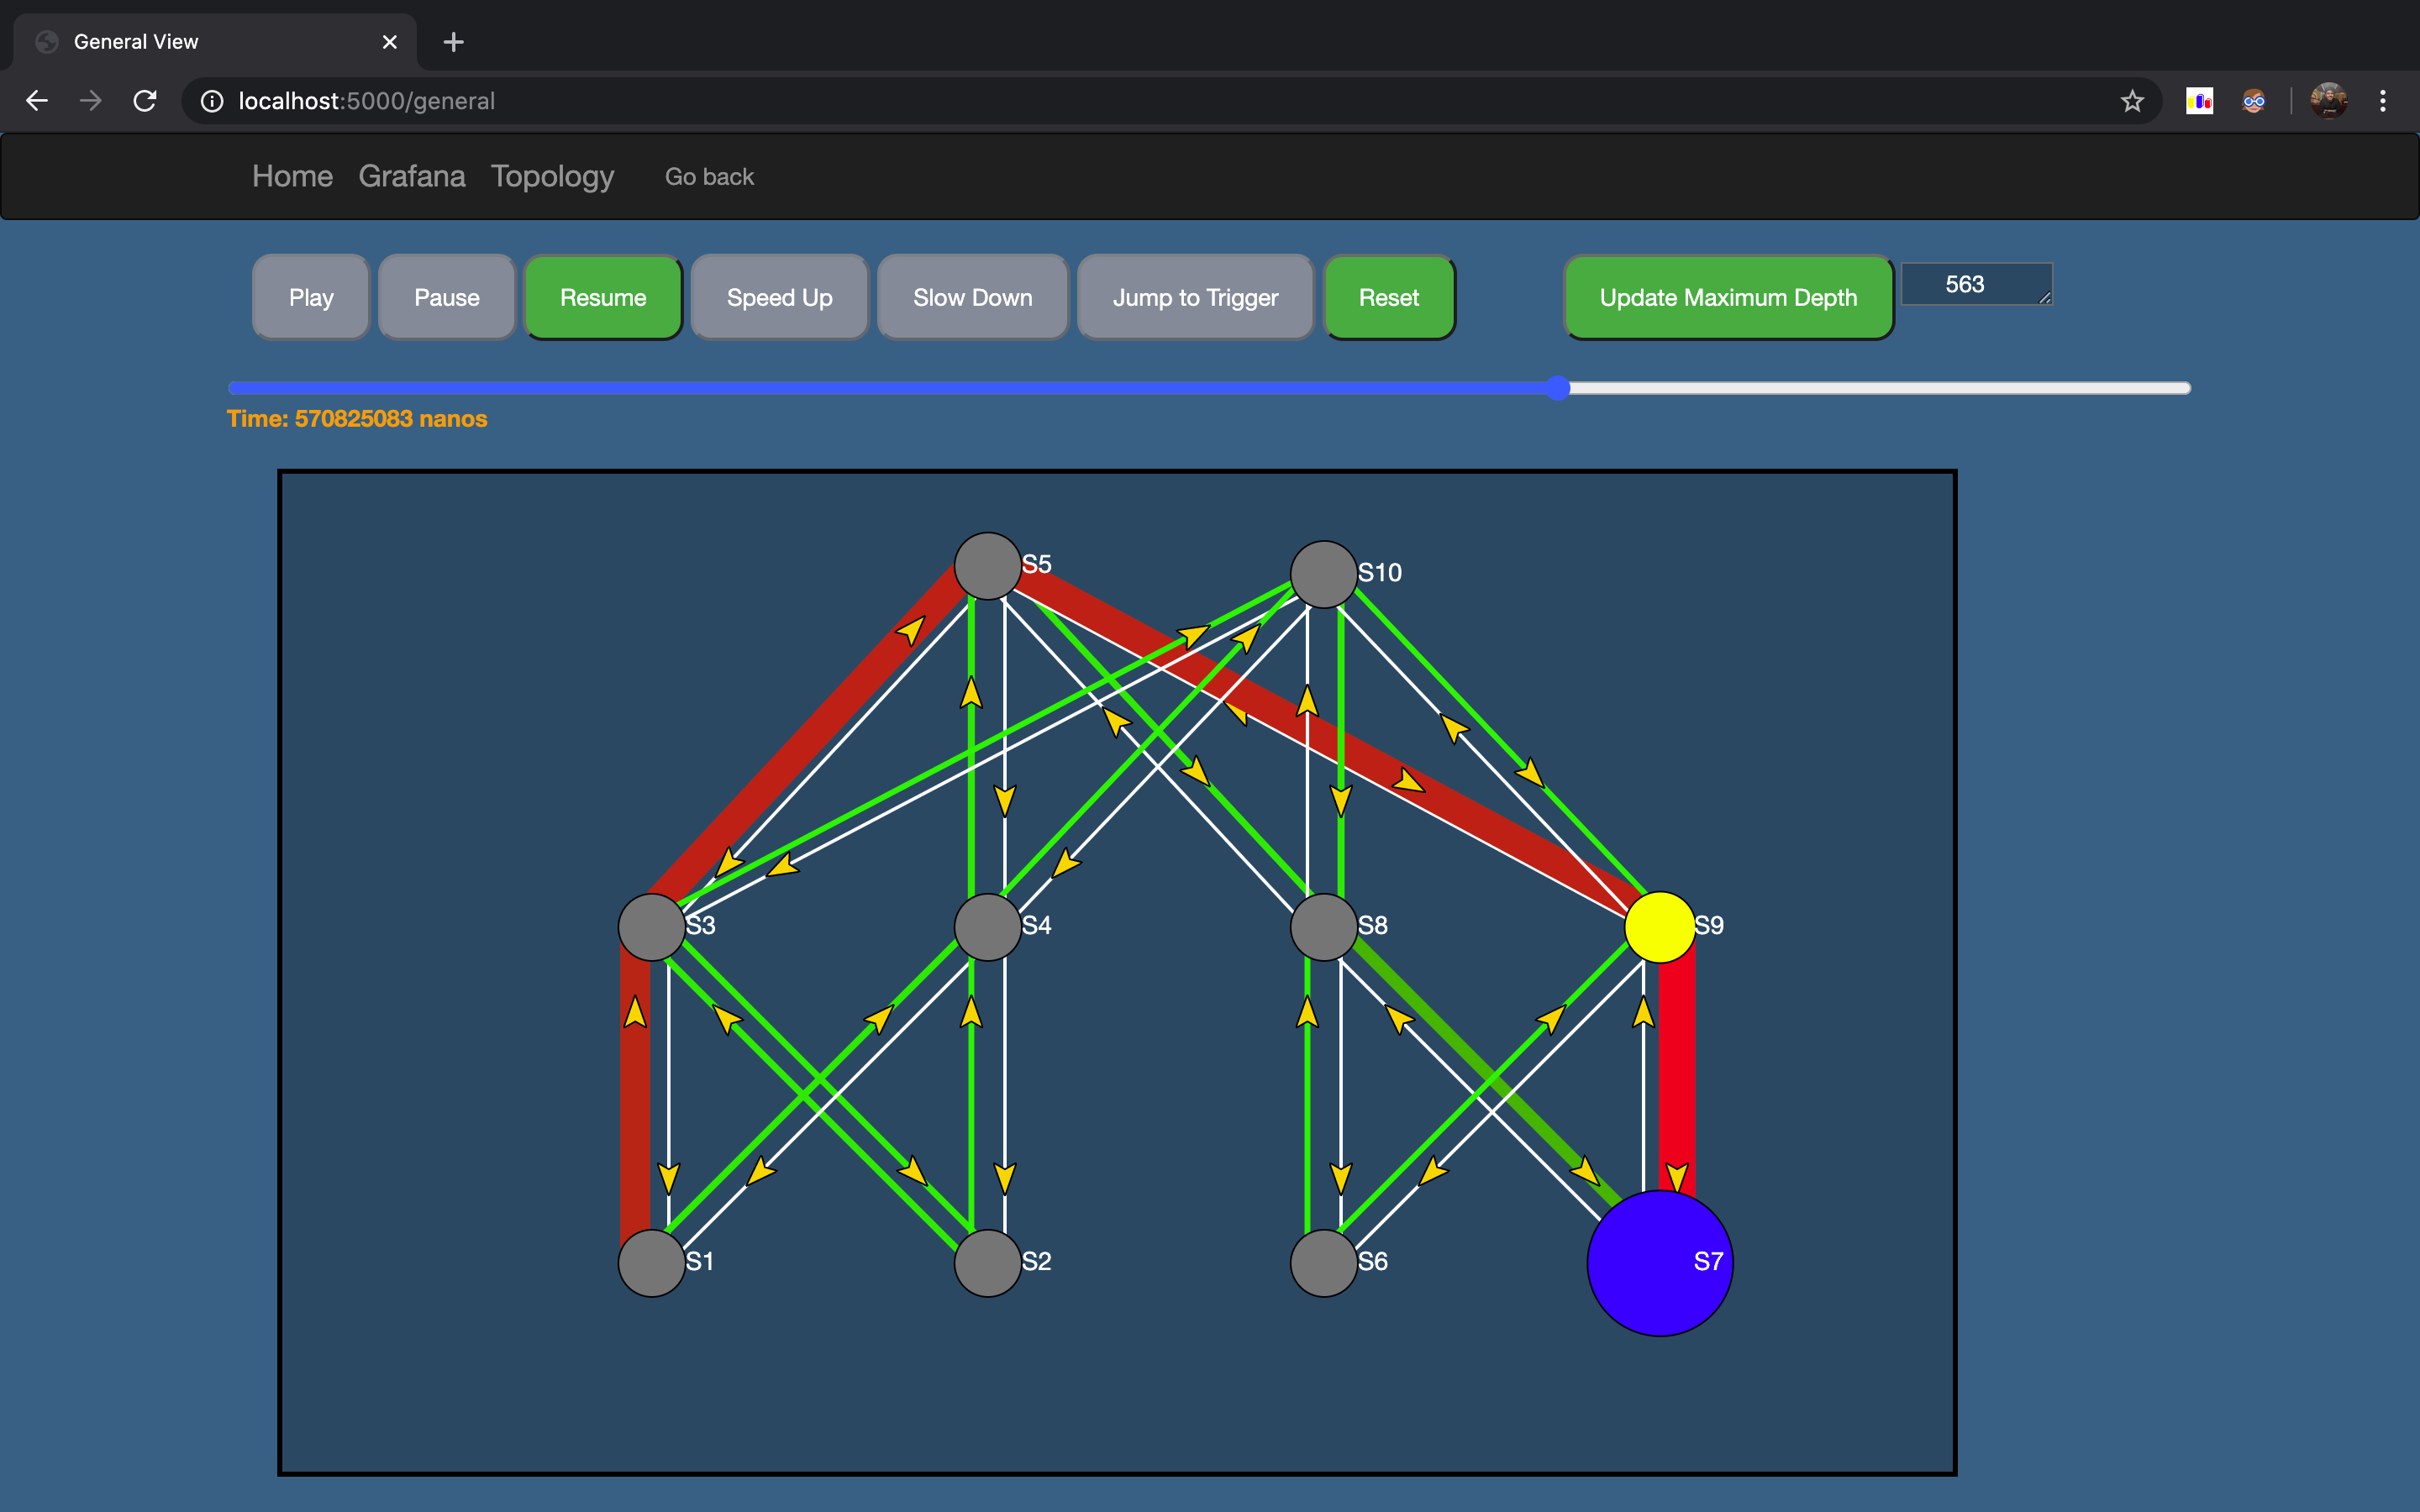 General View
localhost:5000/general
Home Grafana Topology Go back
Play Pause Resume Speed Up Slow Down Jump to Trigger Reset Update Maximum Depth 563
Time: 570825083 nanos
S5 S10
S3 S4 S8 S9
S1 S2 S6 S7